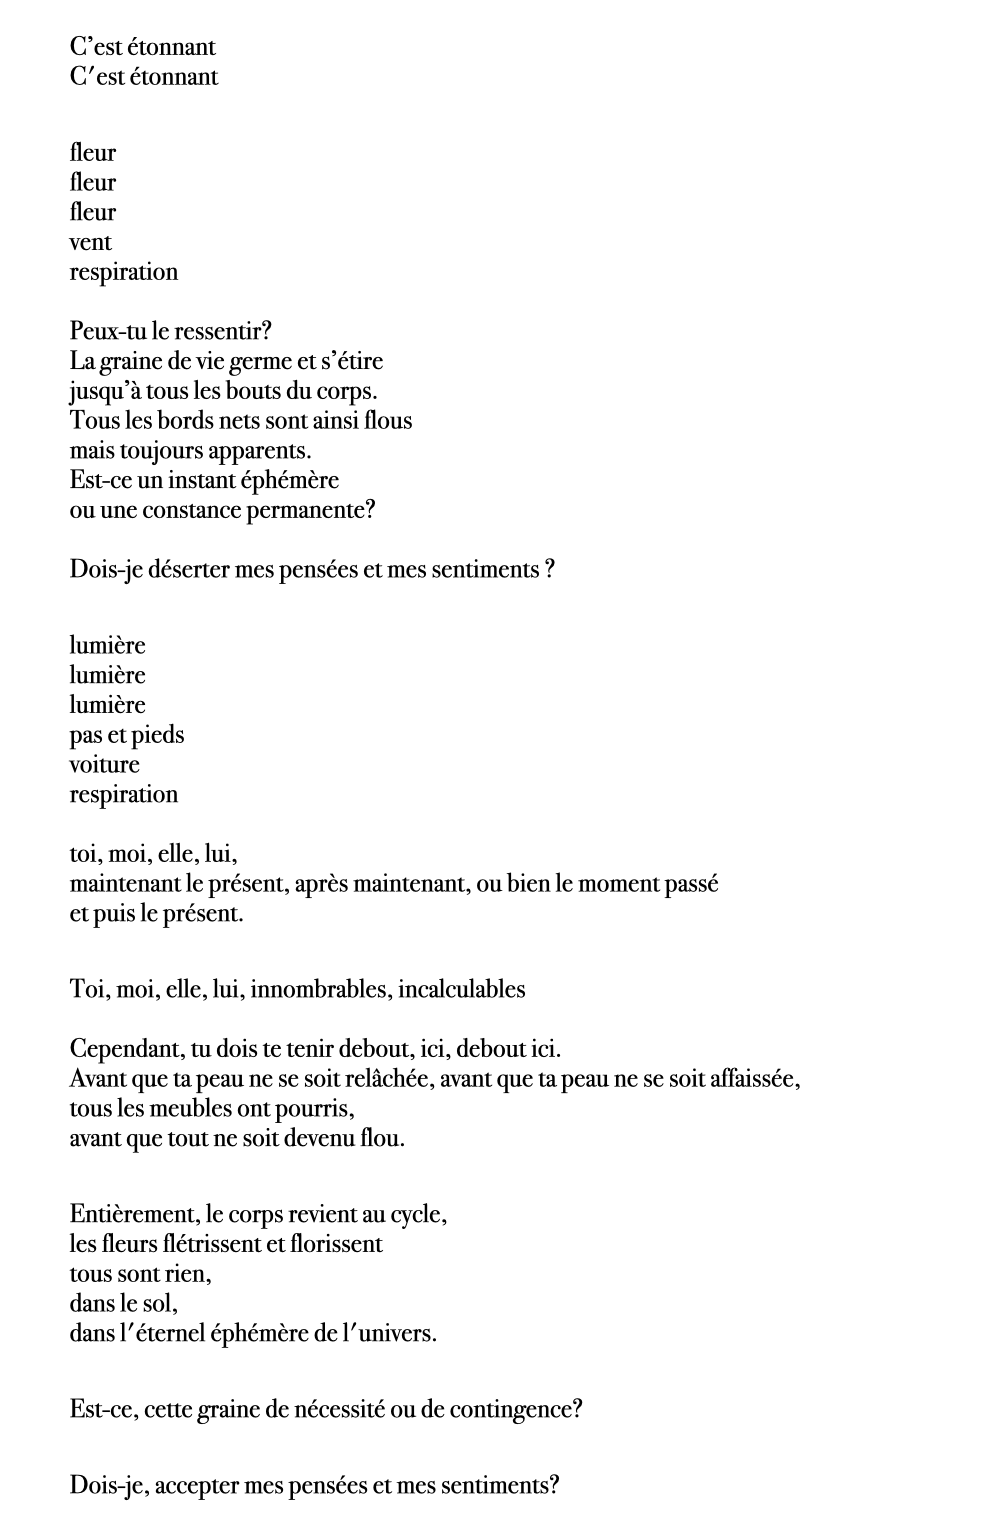 C’est étonnant
C'est étonnant
fleur
fleur
fleur
vent
respiration
Peux-tu le ressentir?
La graine de vie germe et s’étire
jusqu’à tous les bouts du corps.
Tous les bords nets sont ainsi flous
mais toujours apparents.
Est-ce un instant éphémère
ou une constance permanente?
Dois-je déserter mes pensées et mes sentiments ?
lumière
lumière
lumière
pas et pieds
voiture
respiration
toi, moi, elle, lui,
maintenant le présent, après maintenant, ou bien le moment passé
et puis le présent.
Toi, moi, elle, lui, innombrables, incalculables
Cependant, tu dois te tenir debout, ici, debout ici.
Avant que ta peau ne se soit relâchée, avant que ta peau ne se soit affaissée,
tous les meubles ont pourris,
avant que tout ne soit devenu flou.
Entièrement, le corps revient au cycle,
les fleurs flétrissent et florissent
tous sont rien,
dans le sol,
dans l'éternel éphémère de l'univers.
Est-ce, cette graine de nécessité ou de contingence?
Dois-je, accepter mes pensées et mes sentiments?